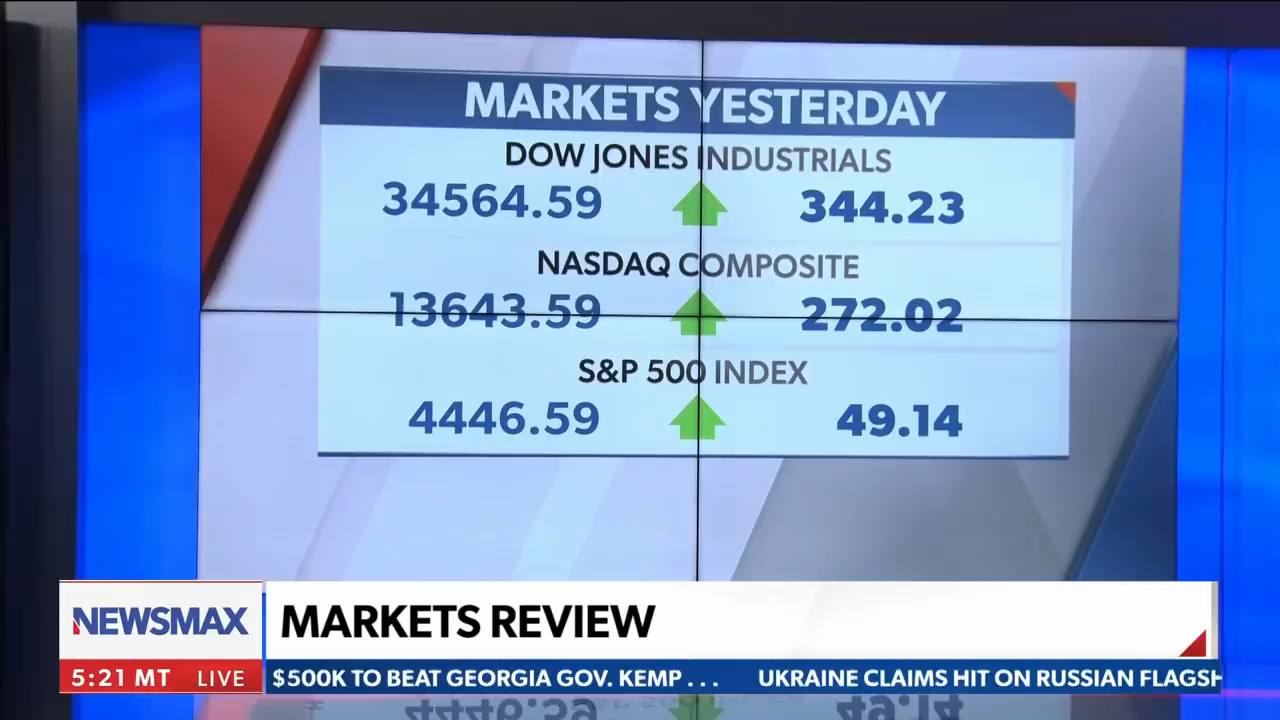 MARKETS YESTERDAY
DOW JONES INDUSTRIALS
34564.59 344.23
NASDAQ COMPOSITE
13643.59 272.02
S&P 500 INDEX
4446.59 49.14
NEWSMAX
MARKETS REVIEW
5:21 MT LIVE
$500K TO BEAT GEORGIA GOV. KEMP . . . UKRAINE CLAIMS HIT ON RUSSIAN